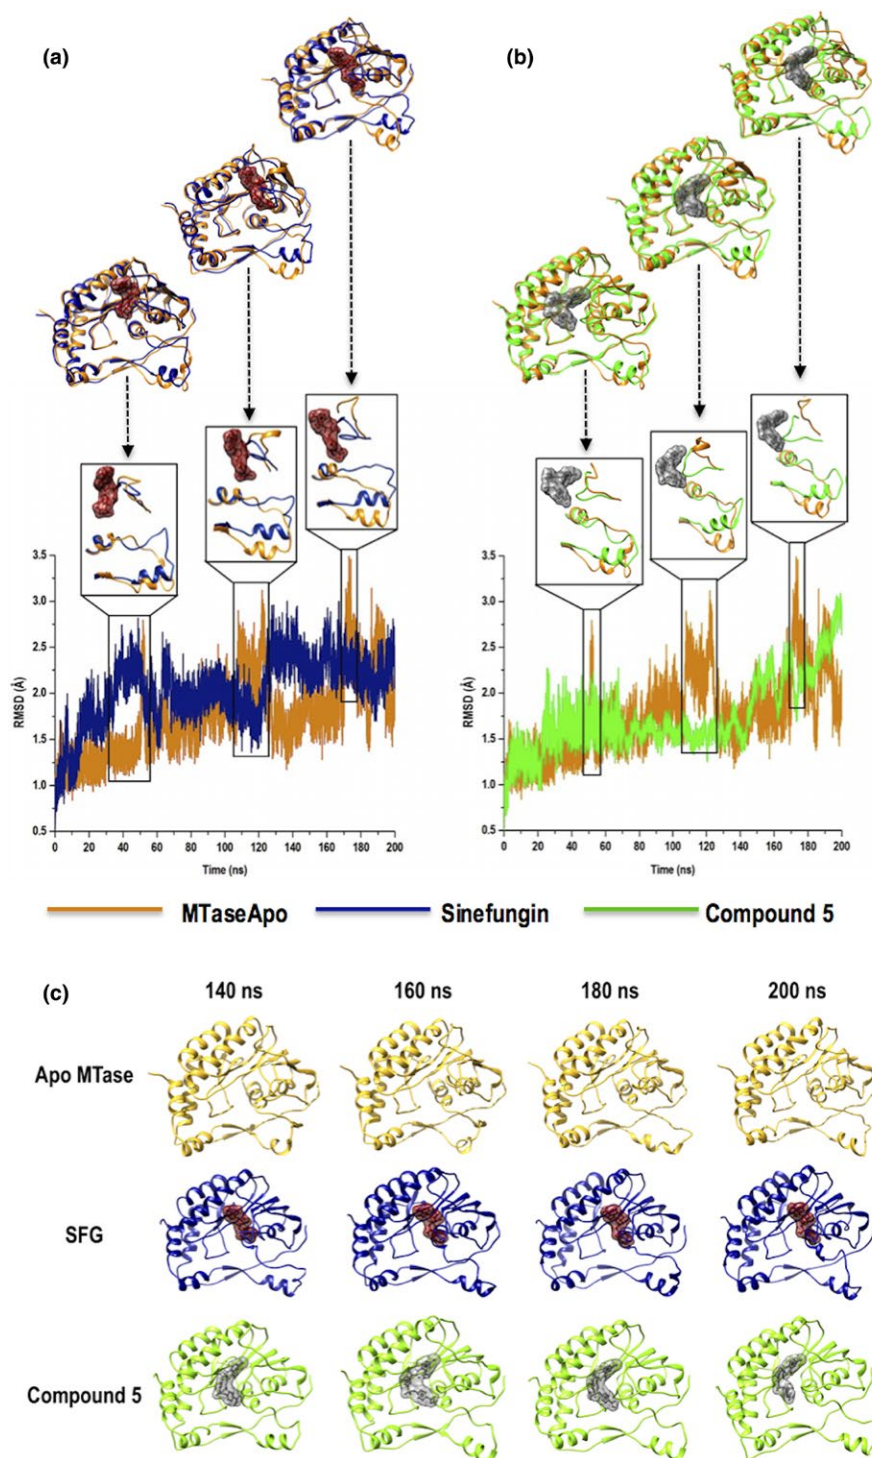 (a)
(b)
3.5
3.0
2.5
2.0
1.5
1.0
0.5
RMSD (Å)
0 20 40 60 80 100 120 140 160 180 200
Time (ns)
3.5
3.0
2.5
2.0
1.5
1.0
0.5
RMSD (Å)
0 20 40 60 80 100 120 140 160 180 200
Time (ns)
MTaseApo Sinefungin Compound 5
(c)
140 ns 160 ns 180 ns 200 ns
Apo MTase
SFG
Compound 5